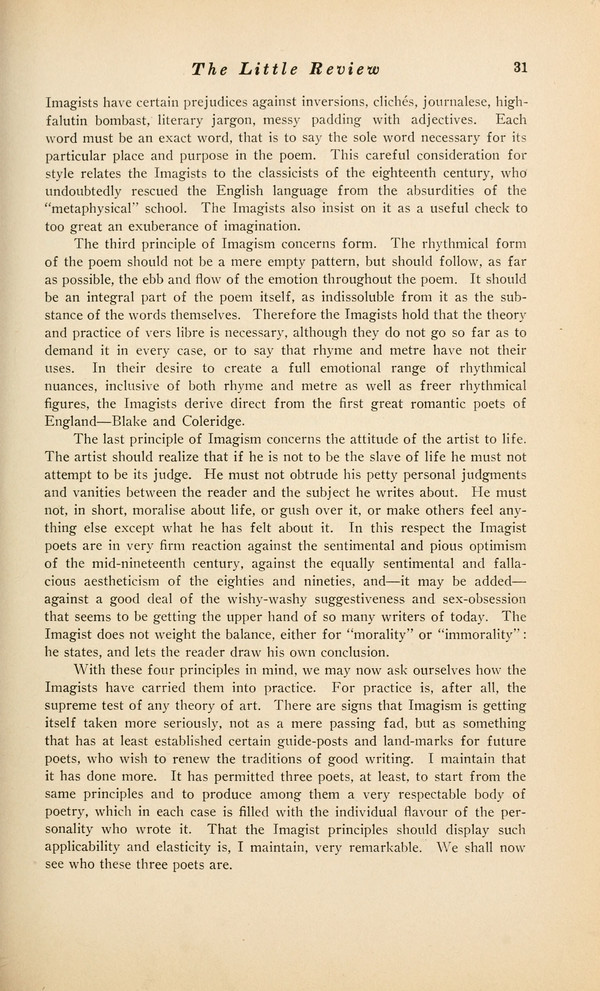 The Little Review 31
Imagists have certain prejudices against inversions, clichés, journalese, high-
falutin bombast, literary jargon, messy padding with adjectives. Each
word must be an exact word, that is to say the sole word necessary for its
particular place and purpose in the poem. This careful consideration for
style relates the Imagists to the classicists of the eighteenth century, who
undoubtedly rescued the English language from the absurdities of the
"metaphysical" school. The Imagists also insist on it as a useful check to
too great an exuberance of imagination.
The third principle of Imagism concerns form. The rhythmical form
of the poem should not be a mere empty pattern, but should follow, as far
as possible, the ebb and flow of the emotion throughout the poem. It should
be an integral part of the poem itself, as indissoluble from it as the sub-
stance of the words themselves. Therefore the Imagists hold that the theory
and practice of vers libre is necessary, although they do not go so far as to
demand it in every case, or to say that rhyme and metre have not their
uses. In their desire to create a full emotional range of rhythmical
nuances, inclusive of both rhyme and metre as well as freer rhythmical
figures, the Imagists derive direct from the first great romantic poets of
England—Blake and Coleridge.
The last principle of Imagism concerns the attitude of the artist to life.
The artist should realize that if he is not to be the slave of life he must not
attempt to be its judge. He must not obtrude his petty personal judgments
and vanities between the reader and the subject he writes about. He must
not, in short, moralise about life, or gush over it, or make others feel any-
thing else except what he has felt about it. In this respect the Imagist
poets are in very firm reaction against the sentimental and pious optimism
of the mid-nineteenth century, against the equally sentimental and falla-
cious aestheticism of the eighties and nineties, and—it may be added—
against a good deal of the wishy-washy suggestiveness and sex-obsession
that seems to be getting the upper hand of so many writers of today. The
Imagist does not weight the balance, either for "morality" or "immorality":
he states, and lets the reader draw his own conclusion.
With these four principles in mind, we may now ask ourselves how the
Imagists have carried them into practice. For practice is, after all, the
supreme test of any theory of art. There are signs that Imagism is getting
itself taken more seriously, not as a mere passing fad, but as something
that has at least established certain guide-posts and land-marks for future
poets, who wish to renew the traditions of good writing. I maintain that
it has done more. It has permitted three poets, at least, to start from the
same principles and to produce among them a very respectable body of
poetry, which in each case is filled with the individual flavour of the per-
sonality who wrote it. That the Imagist principles should display such
applicability and elasticity is, I maintain, very remarkable. We shall now
see who these three poets are.